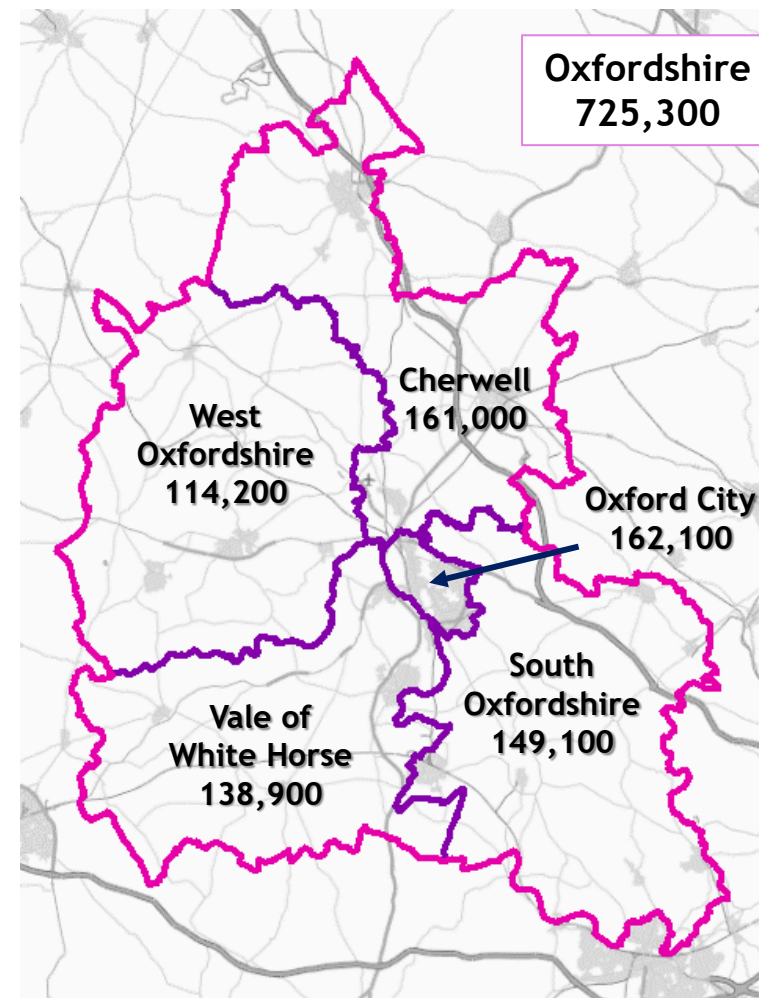 Oxfordshire
725,300
Cherwell
161,000
West
Oxfordshire
114,200
Oxford City
162,100
South
Oxfordshire
149,100
Vale of
White Horse
138,900